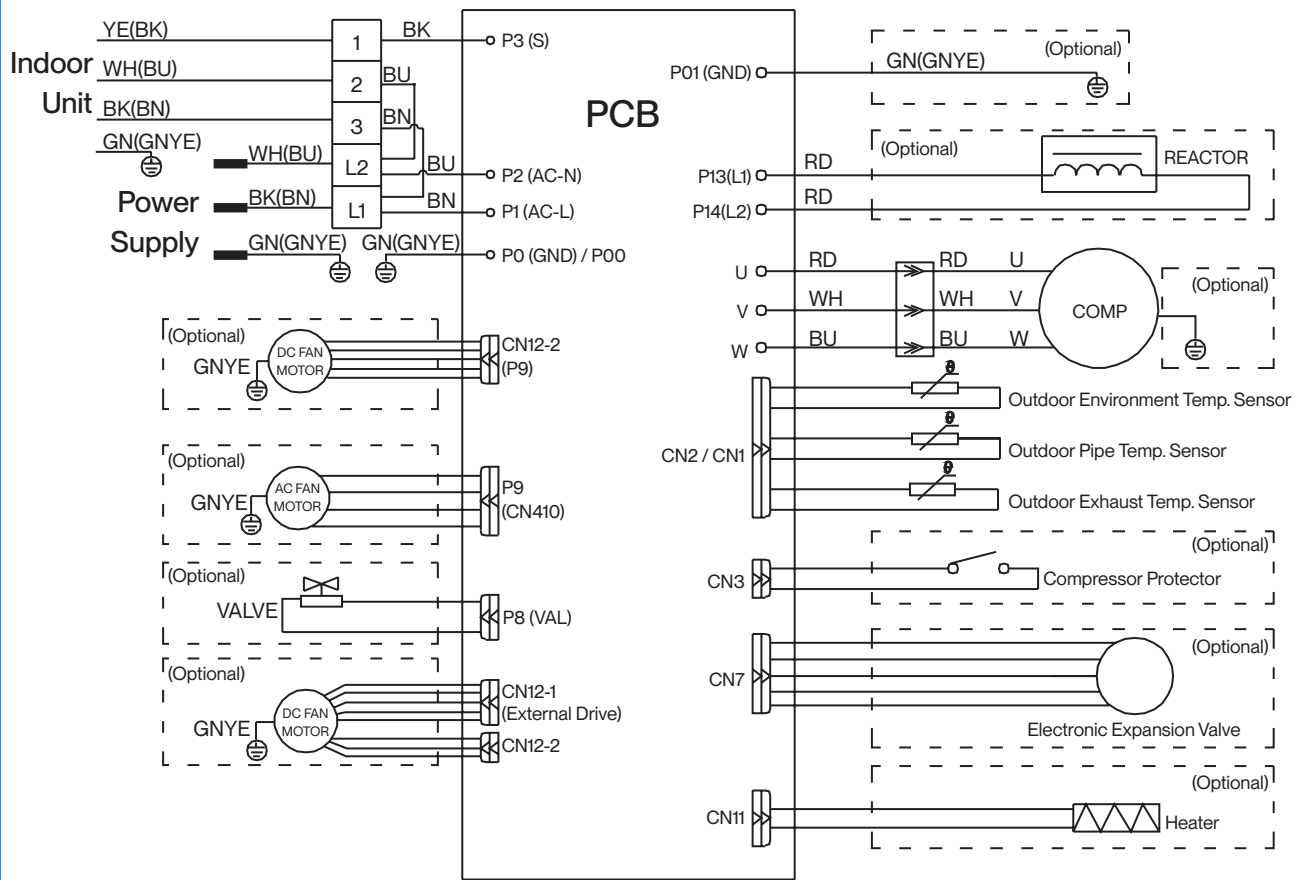 YE(BK)
1
BK
P3 (S)
Indoor
Unit
WH(BU)
2
BU
BK(BN)
3
BN
GN(GNYE)
WH(BU)
L2
BU
P2 (AC-N)
Power
Supply
BK(BN)
L1
BN
P1 (AC-L)
GN(GNYE)
GN(GNYE)
P0 (GND) / P00
PCB
(Optional)
DC FAN
MOTOR
GNYE
CN12-2
(P9)
(Optional)
AC FAN
MOTOR
GNYE
P9
(CN410)
(Optional)
VALVE
P8 (VAL)
(Optional)
DC FAN
MOTOR
GNYE
CN12-1
(External Drive)
CN12-2
P01 (GND)
GN(GNYE)
(Optional)
(Optional)
REACTOR
P13(L1)
RD
P14(L2)
RD
U
RD
RD
U
V
WH
WH
V
W
BU
BU
W
COMP
(Optional)
CN2 / CN1
θ
Outdoor Environment Temp. Sensor
θ
Outdoor Pipe Temp. Sensor
θ
Outdoor Exhaust Temp. Sensor
(Optional)
CN3
Compressor Protector
(Optional)
CN7
Electronic Expansion Valve
(Optional)
CN11
Heater